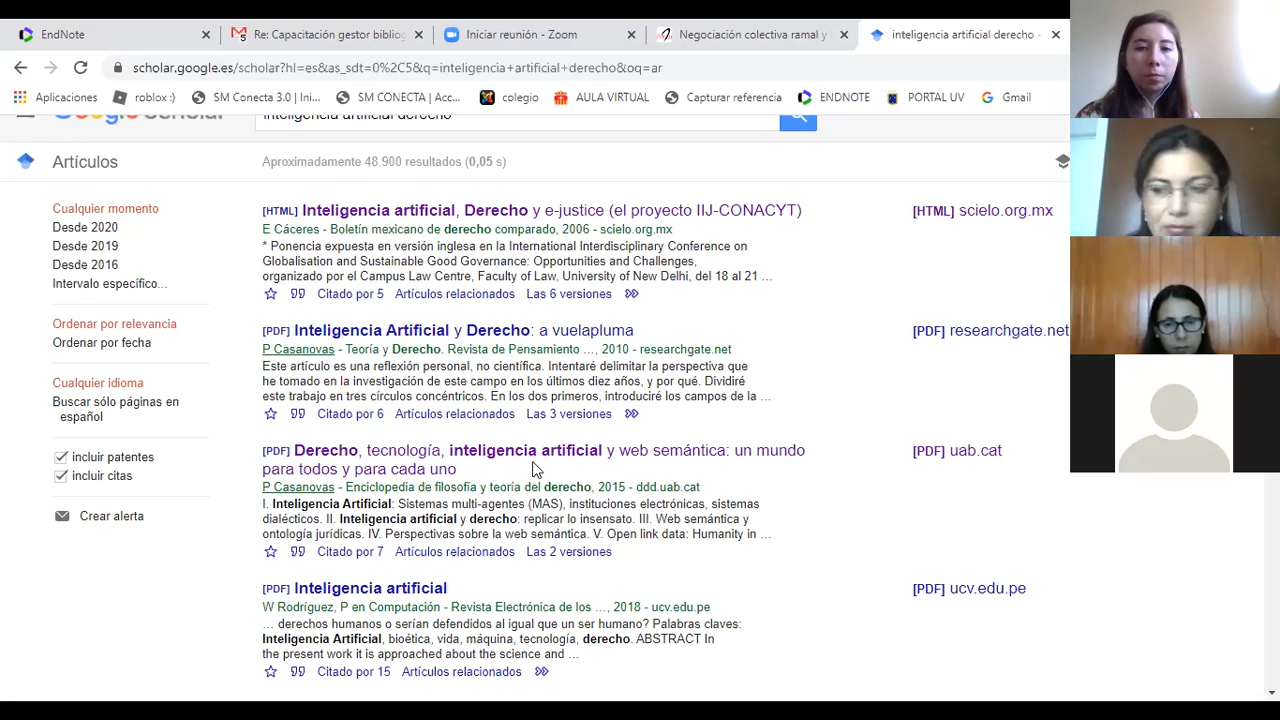 EndNote
Re: Capacitación gestor bibliog
Iniciar reunión - Zoom
Negociación colectiva ramal y
inteligencia artificial derecho -
scholar.google.es/scholar?hl=es&as_sdt=0%2C5&q=inteligencia+artificial+derecho&oq=ar
Aplicaciones
roblox :)
SM Conecta 3.0 | Ini...
SM CONECTA | Acc...
colegio
AULA VIRTUAL
Capturar referencia
ENDNOTE
PORTAL UV
Gmail
Google Scholar
inteligencia artificial derecho
Artículos
Aproximadamente 48.900 resultados (0,05 s)
Cualquier momento
Desde 2020
Desde 2019
Desde 2016
Intervalo específico...
Ordenar por relevancia
Ordenar por fecha
Cualquier idioma
Buscar sólo páginas en
español
incluir patentes
incluir citas
Crear alerta
[HTML] Inteligencia artificial, Derecho y e-justice (el proyecto IIJ-CONACYT)
E Cáceres - Boletín mexicano de derecho comparado, 2006 - scielo.org.mx
* Ponencia expuesta en versión inglesa en la International Interdisciplinary Conference on
Globalisation and Sustainable Good Governance: Opportunities and Challenges,
organizado por el Campus Law Centre, Faculty of Law, University of New Delhi, del 18 al 21 ...
Citado por 5 Artículos relacionados Las 6 versiones
[HTML] scielo.org.mx
[PDF] Inteligencia Artificial y Derecho: a vuelapluma
P Casanovas - Teoría y Derecho. Revista de Pensamiento ..., 2010 - researchgate.net
Este artículo es una reflexión personal, no científica. Intentaré delimitar la perspectiva que
he tomado en la investigación de este campo en los últimos diez años, y por qué. Dividiré
este trabajo en tres círculos concéntricos. En los dos primeros, introduciré los campos de la ...
Citado por 6 Artículos relacionados Las 3 versiones
[PDF] researchgate.net
[PDF] Derecho, tecnología, inteligencia artificial y web semántica: un mundo
para todos y para cada uno
P Casanovas - Enciclopedia de filosofía y teoría del derecho, 2015 - ddd.uab.cat
I. Inteligencia Artificial: Sistemas multi-agentes (MAS), instituciones electrónicas, sistemas
dialécticos. II. Inteligencia artificial y derecho: replicar lo insensato. III. Web semántica y
ontología jurídicas. IV. Perspectivas sobre la web semántica. V. Open link data: Humanity in ...
Citado por 7 Artículos relacionados Las 2 versiones
[PDF] uab.cat
[PDF] Inteligencia artificial
W Rodríguez, P en Computación - Revista Electrónica de los ..., 2018 - ucv.edu.pe
... derechos humanos o serían defendidos al igual que un ser humano? Palabras claves:
Inteligencia Artificial, bioética, vida, máquina, tecnología, derecho. ABSTRACT In
the present work it is approached about the science and ...
Citado por 15 Artículos relacionados
[PDF] ucv.edu.pe